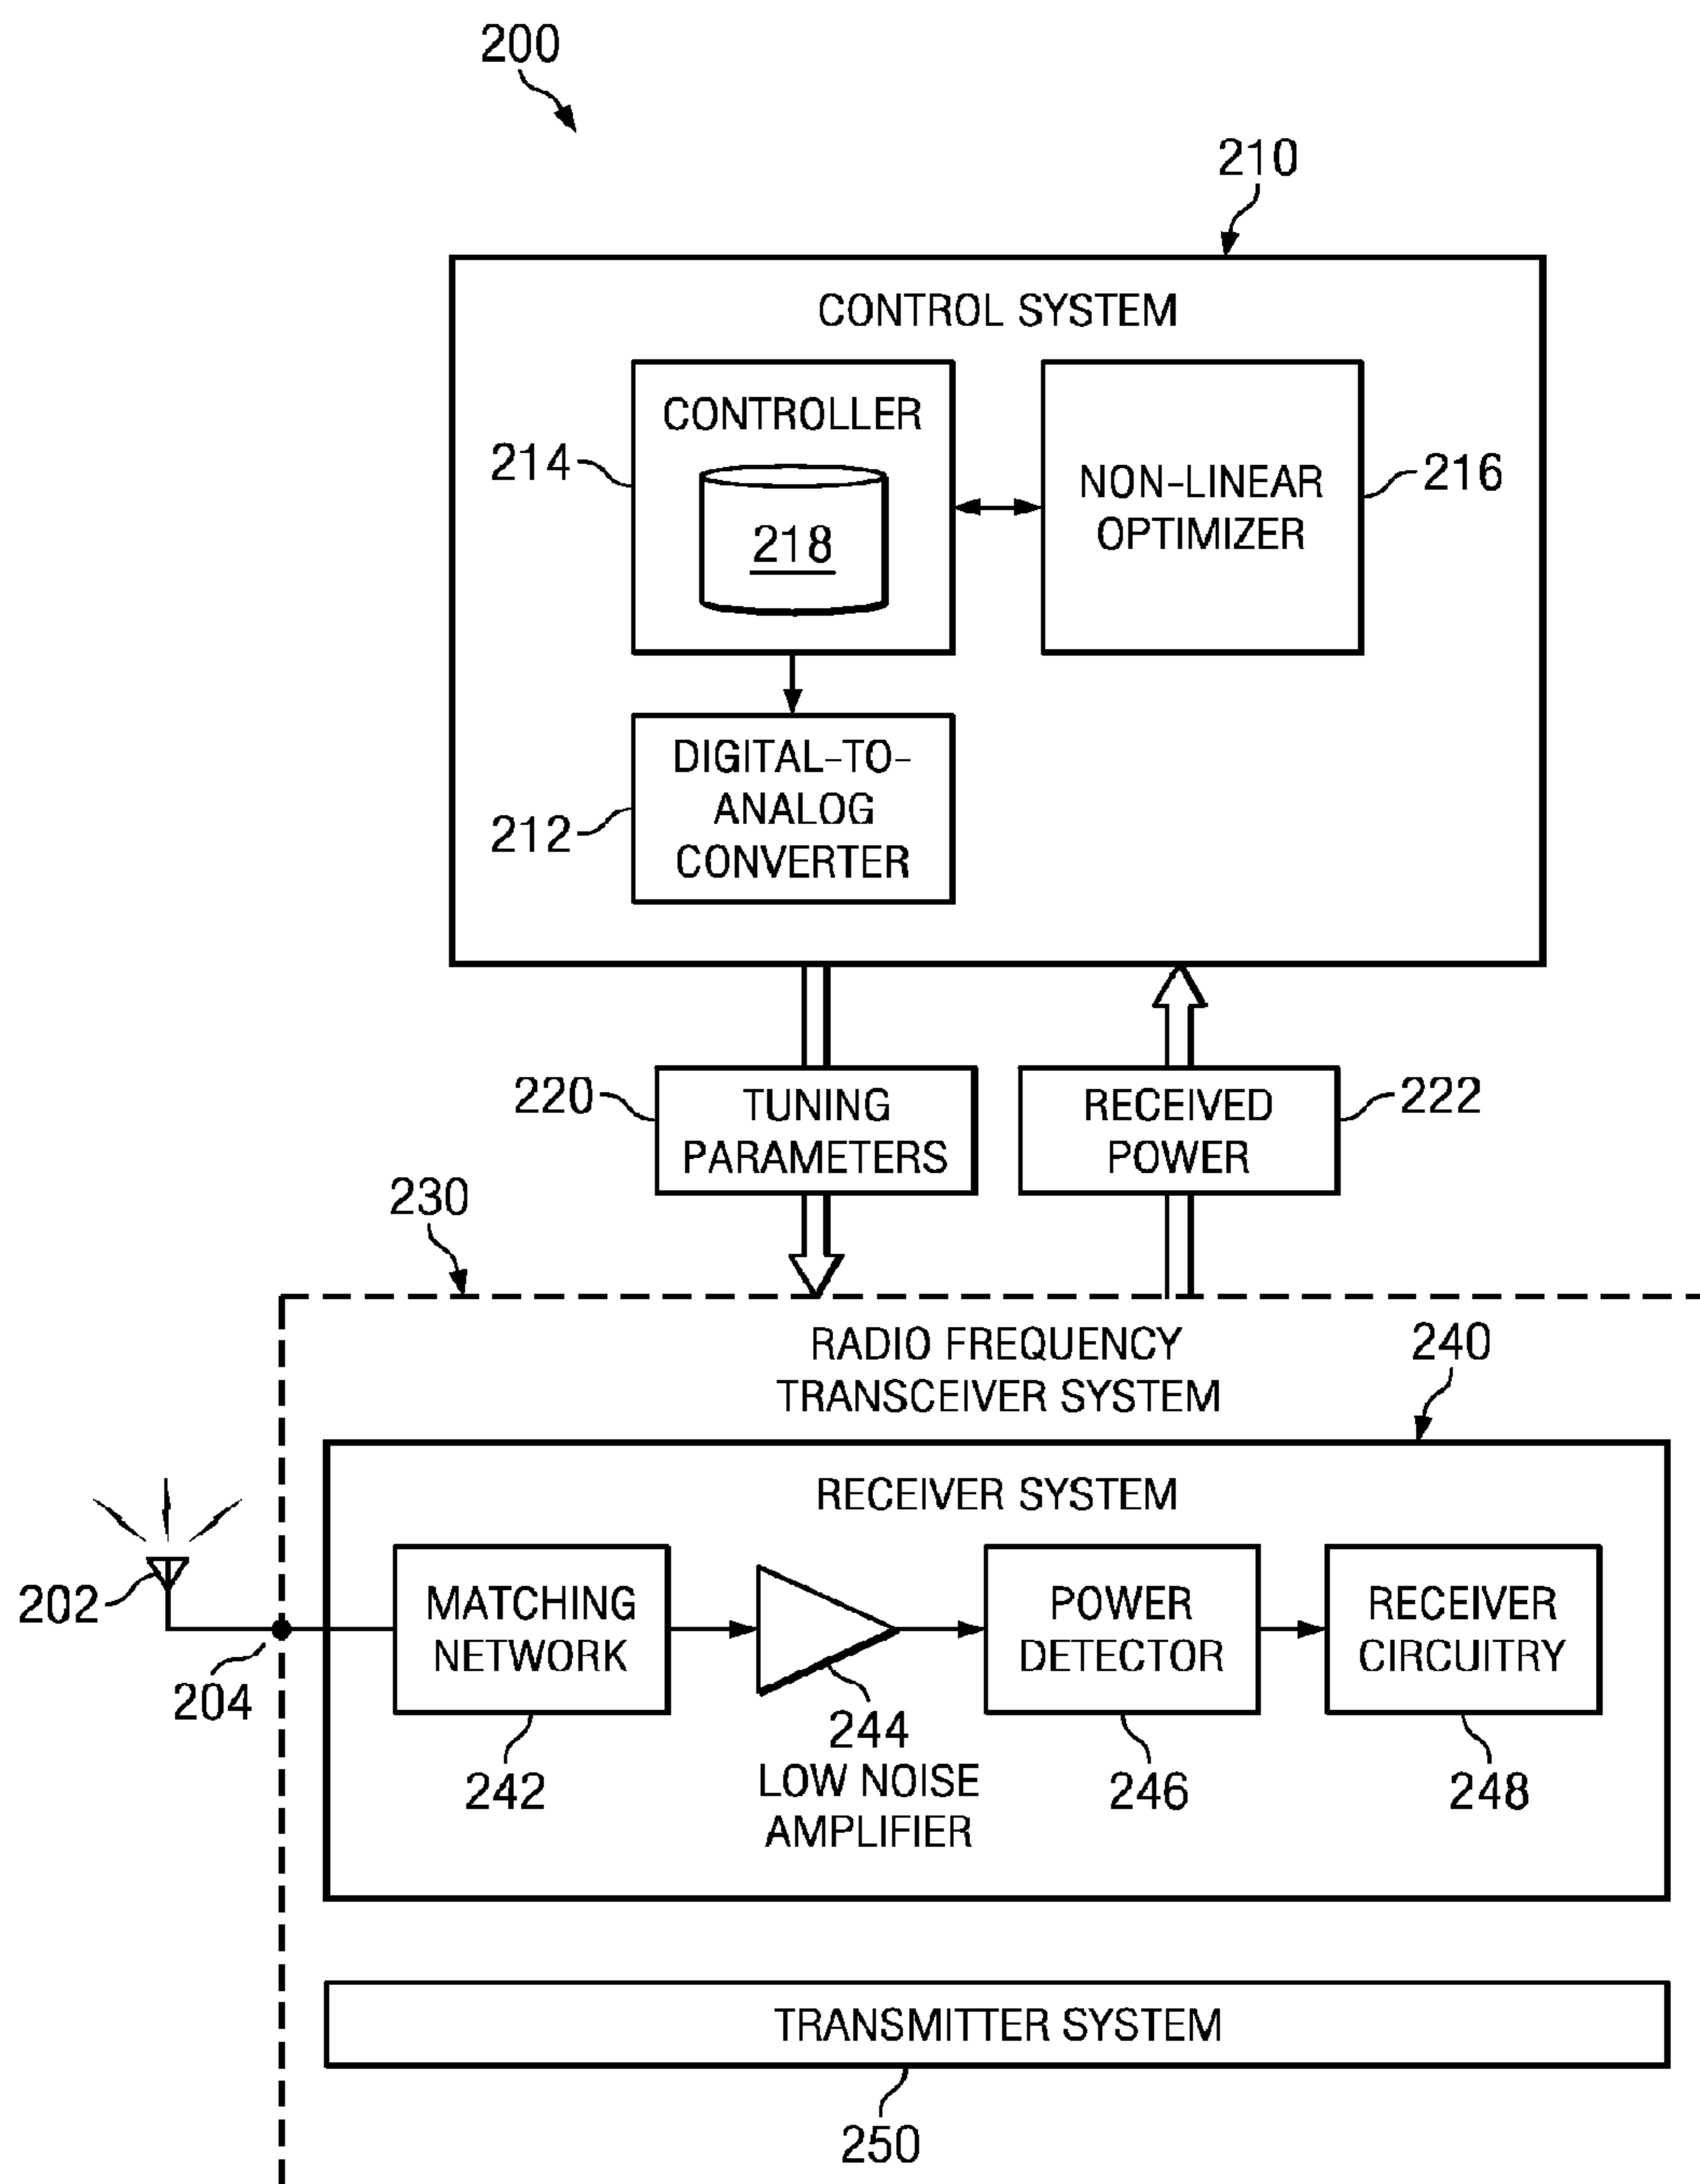 200
210
CONTROL SYSTEM
CONTROLLER
214
218
NON-LINEAR
OPTIMIZER
216
DIGITAL-TO-
ANALOG
CONVERTER
212
220
TUNING
PARAMETERS
RECEIVED
POWER
222
230
RADIO FREQUENCY
TRANSCEIVER SYSTEM
240
RECEIVER SYSTEM
202
204
MATCHING
NETWORK
242
244
LOW NOISE
AMPLIFIER
POWER
DETECTOR
246
RECEIVER
CIRCUITRY
248
TRANSMITTER SYSTEM
250